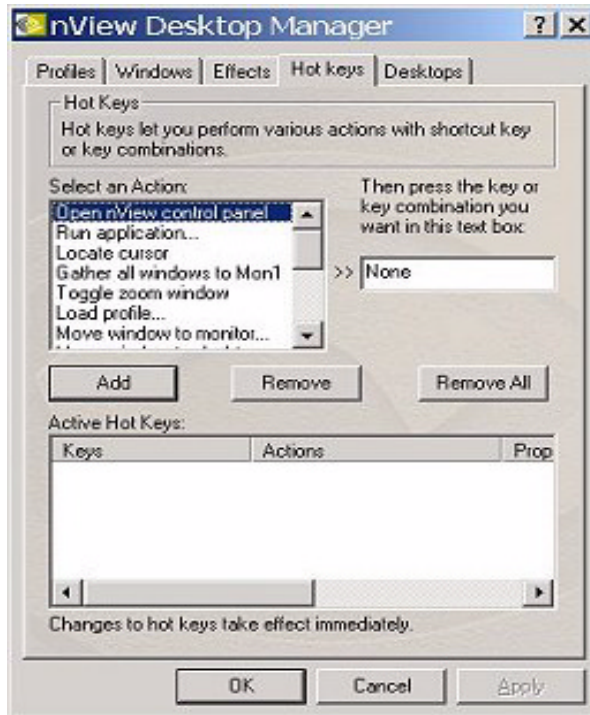 nView Desktop Manager
? X
Profiles Windows Effects Hot keys Desktops
Hot Keys
Hot keys let you perform various actions with shortcut key
or key combinations.
Select an Action:
Open nView control panel
Run application...
Locate cursor
Gather all windows to Mon1
Toggle zoom window
Load profile...
Move window to monitor...
Then press the key or
key combination you
want in this text box:
>> None
Add Remove Remove All
Active Hot Keys:
Keys Actions Prop
Changes to hot keys take effect immediately.
OK Cancel Apply